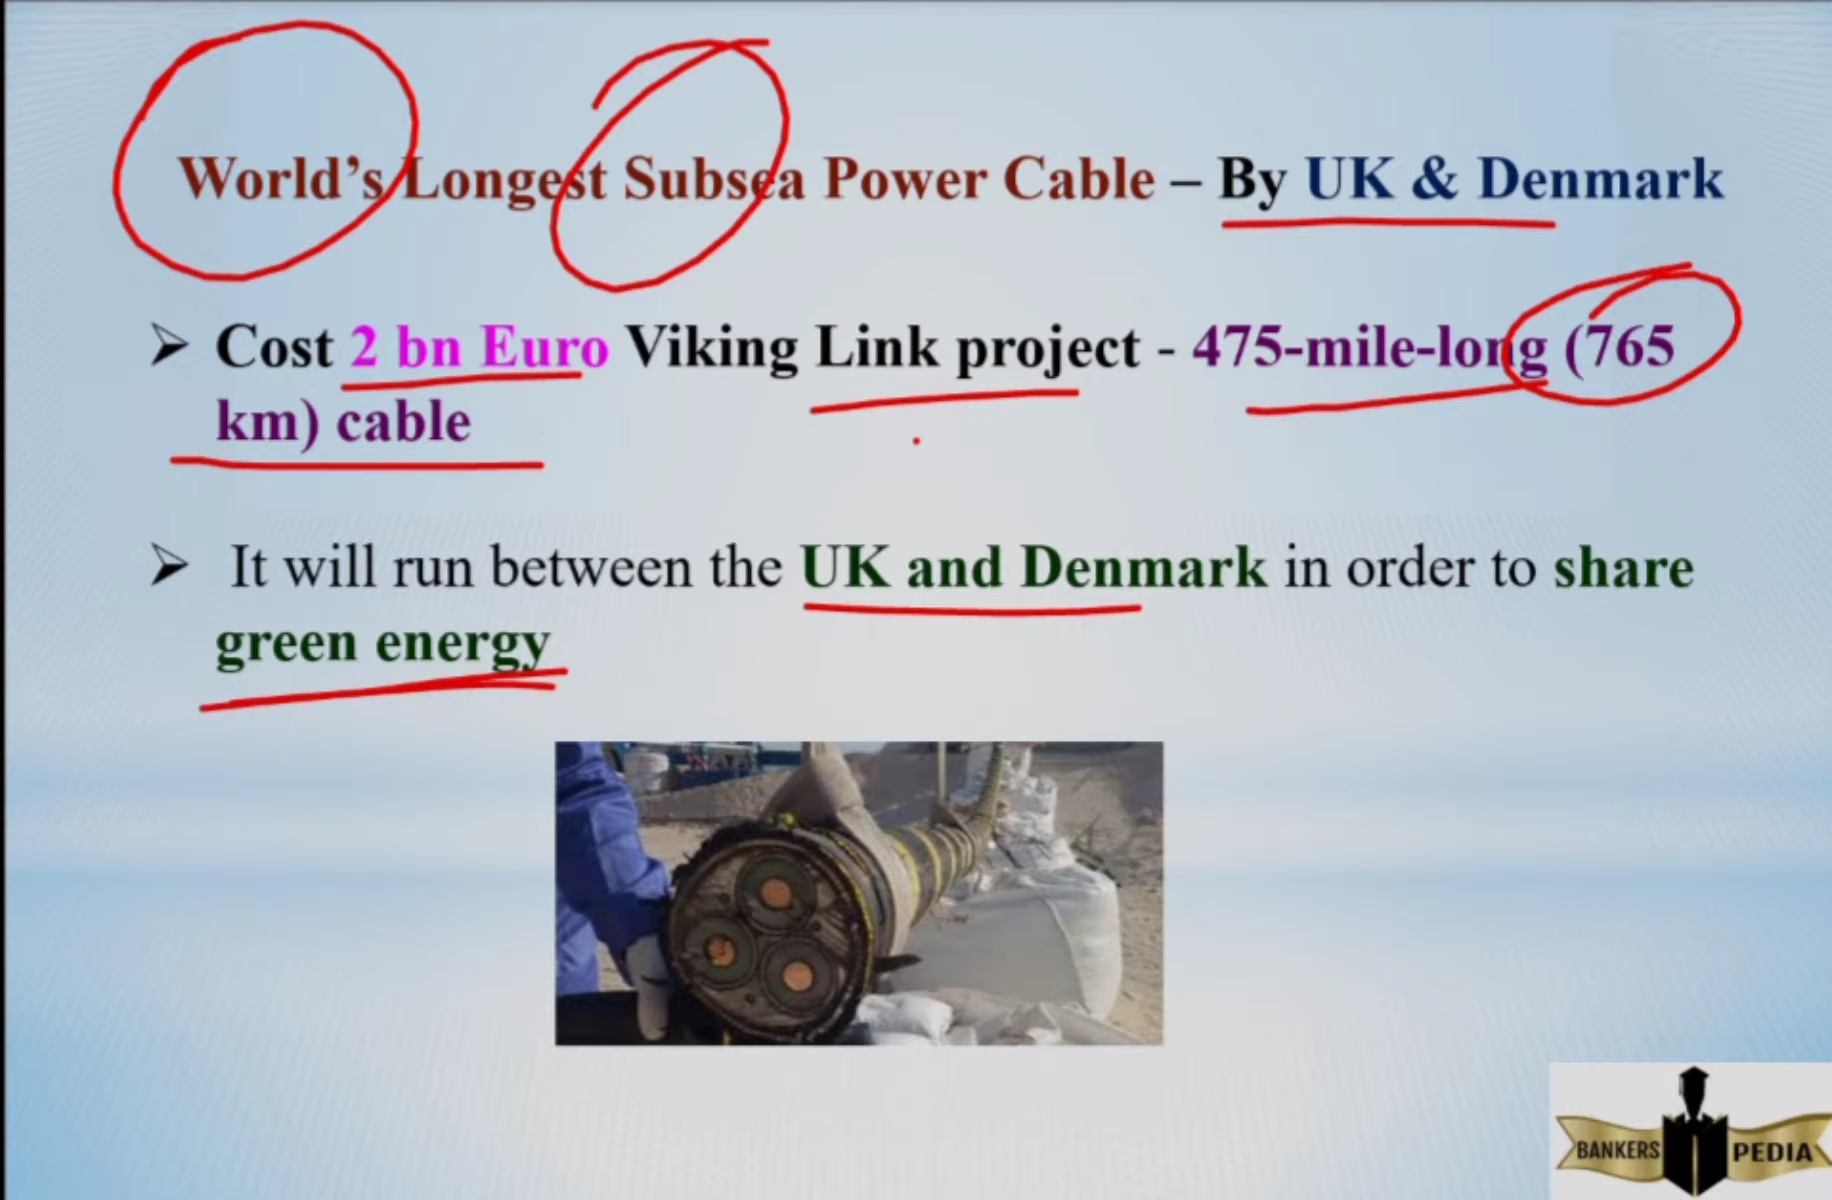 World's Longest Subsea Power Cable – By UK & Denmark
➢ Cost 2 bn Euro Viking Link project - 475-mile-long (765
km) cable
➢ It will run between the UK and Denmark in order to share
green energy
BANKERS PEDIA